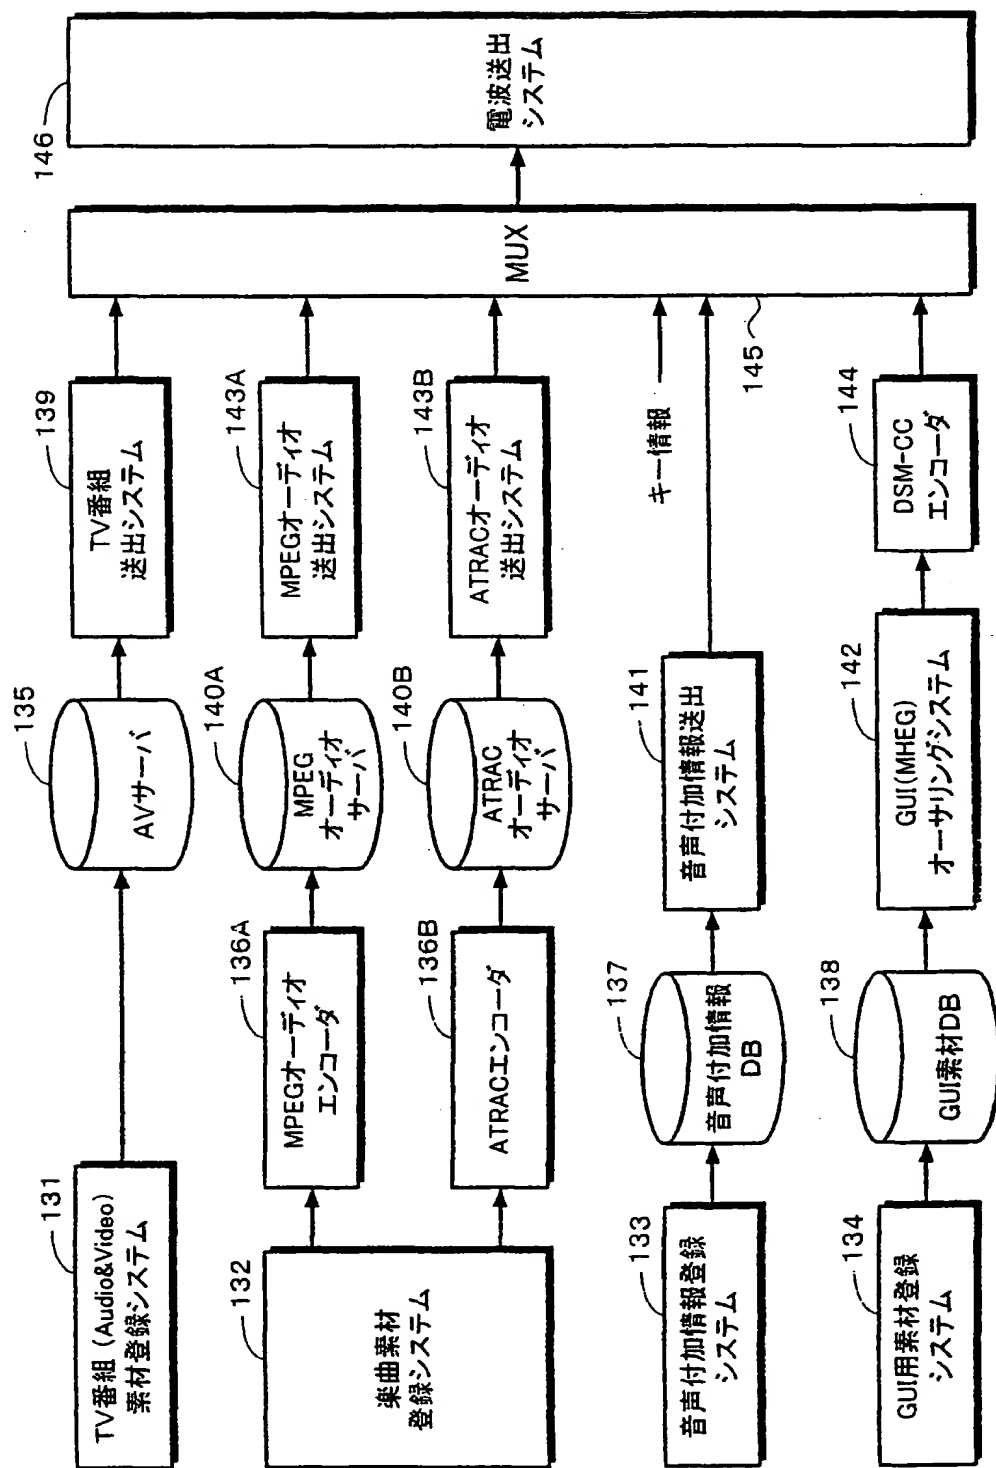 131
TV番組(Audio&Video)
素材登録システム
135
AVサーバ
139
TV番組
送出システム
132
楽曲素材
登録システム
136A
MPEGオーディオ
エンコーダ
140A
MPEG
オーディオ
サーバ
143A
MPEGオーディオ
送出システム
136B
ATRACエンコーダ
140B
ATRAC
オーディオ
サーバ
143B
ATRACオーディオ
送出システム
キー情報
133
音声付加情報登録
システム
137
音声付加情報
DB
141
音声付加情報送出
システム
134
GUI用素材登録
システム
138
GUI素材DB
142
GUI(MHEG)
オーサリングシステム
144
DSM-CC
エンコーダ
145
MUX
146
電波送出
システム